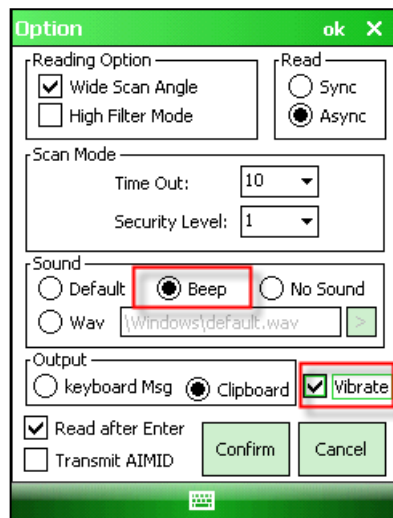 Option ok X
Reading Option
Wide Scan Angle
High Filter Mode
Read
Sync
Async
Scan Mode
Time Out: 10
Security Level: 1
Sound
Default Beep No Sound
Wav \Windows\default.wav >
Output
keyboard Msg Clipboard Vibrate
Read after Enter
Transmit AIMID
Confirm Cancel